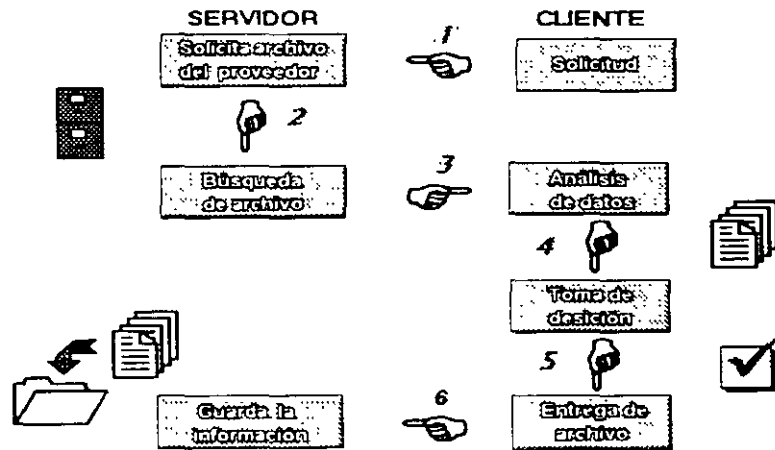 SERVIDOR
CLIENTE
Solicita archivo
del proveedor
1
Solicitud
2
Búsqueda
de archivo
3
Análisis
de datos
4
Toma de
desición
5
Guarda la
información
6
Entrega de
archivo